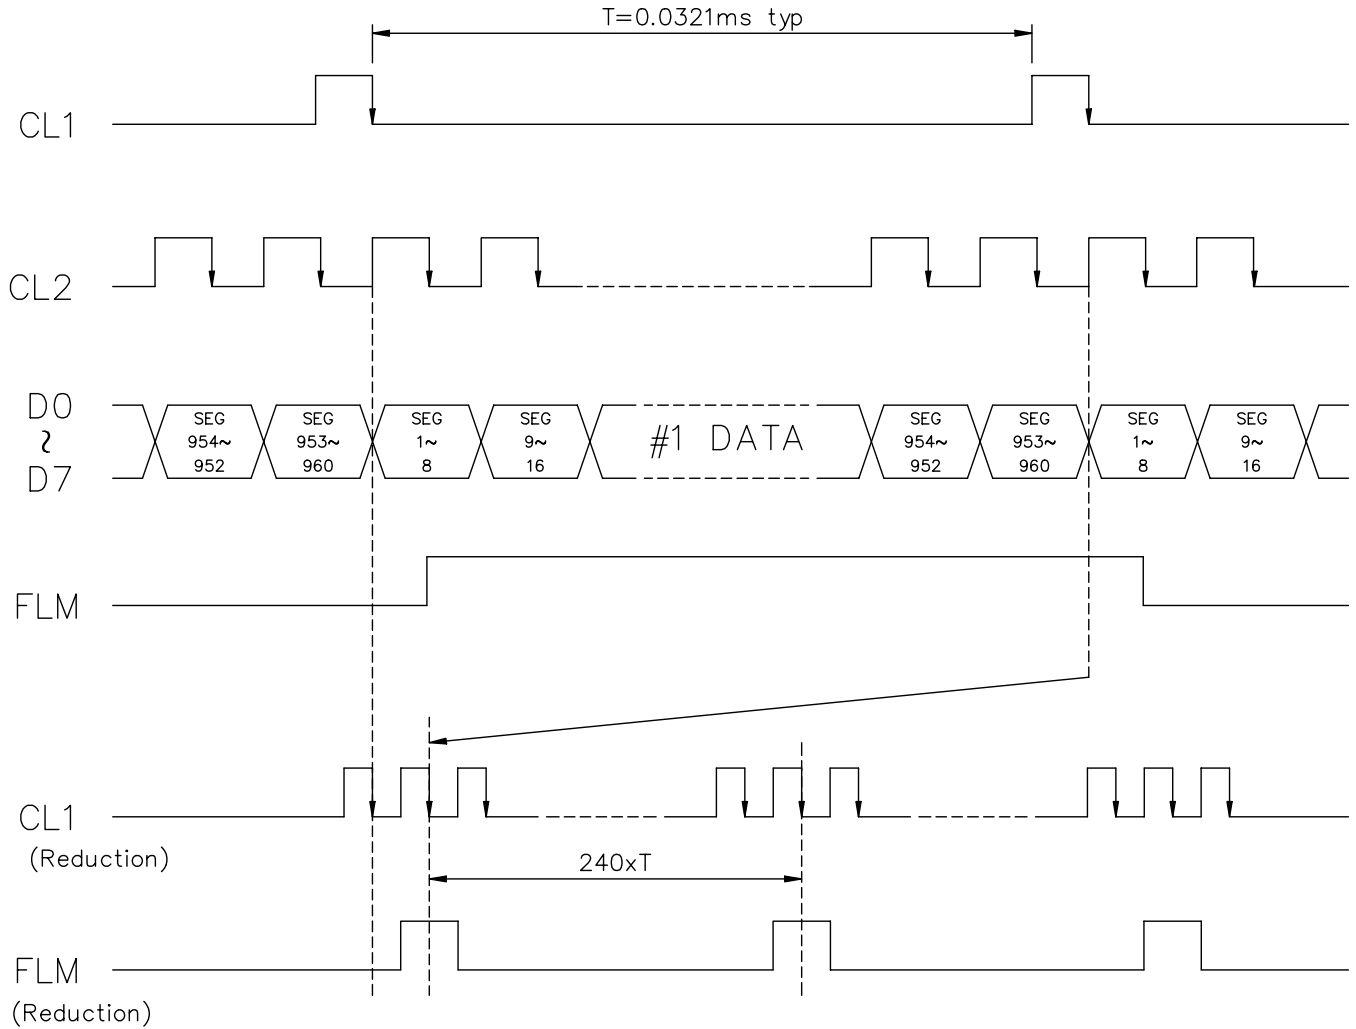 T=0.0321ms typ
CL1
CL2
D0
~
D7
SEG
954~
952
SEG
953~
960
SEG
1~
8
SEG
9~
16
#1 DATA
SEG
954~
952
SEG
953~
960
SEG
1~
8
SEG
9~
16
FLM
CL1
(Reduction)
240xT
FLM
(Reduction)